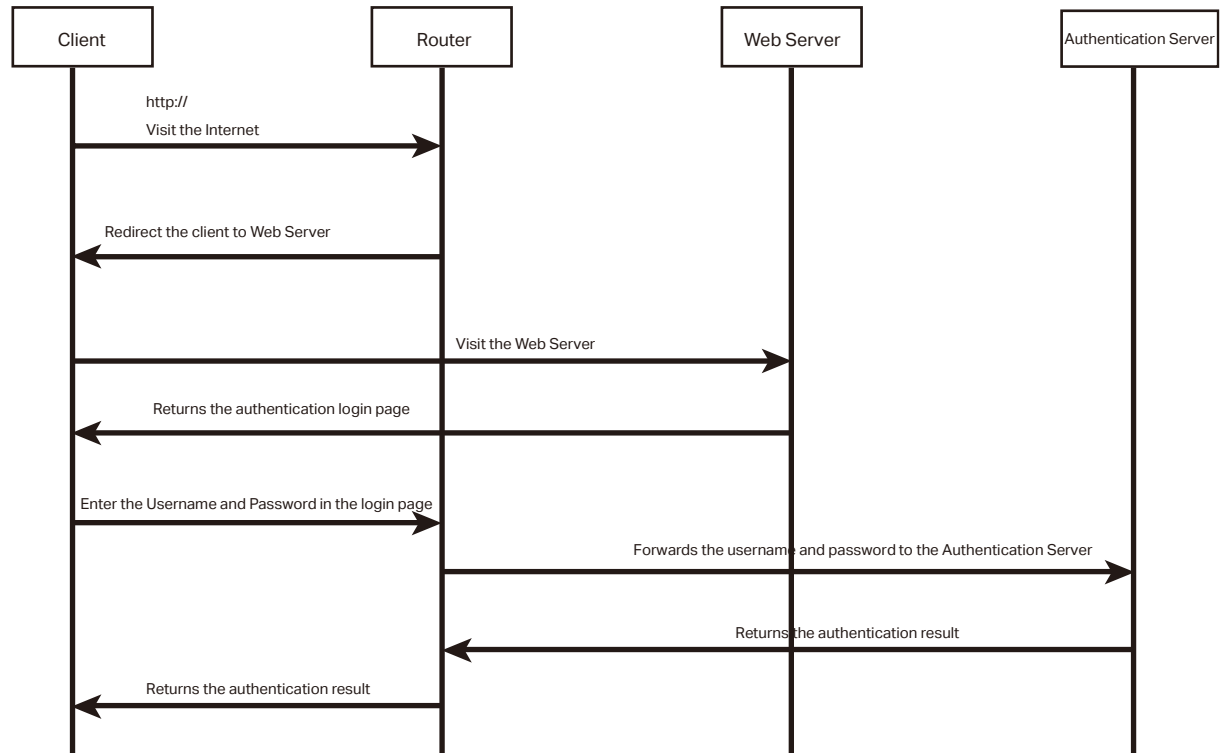 Client
Router
Web Server
Authentication Server
http://
Visit the Internet
Redirect the client to Web Server
Visit the Web Server
Returns the authentication login page
Enter the Username and Password in the login page
Forwards the username and password to the Authentication Server
Returns the authentication result
Returns the authentication result